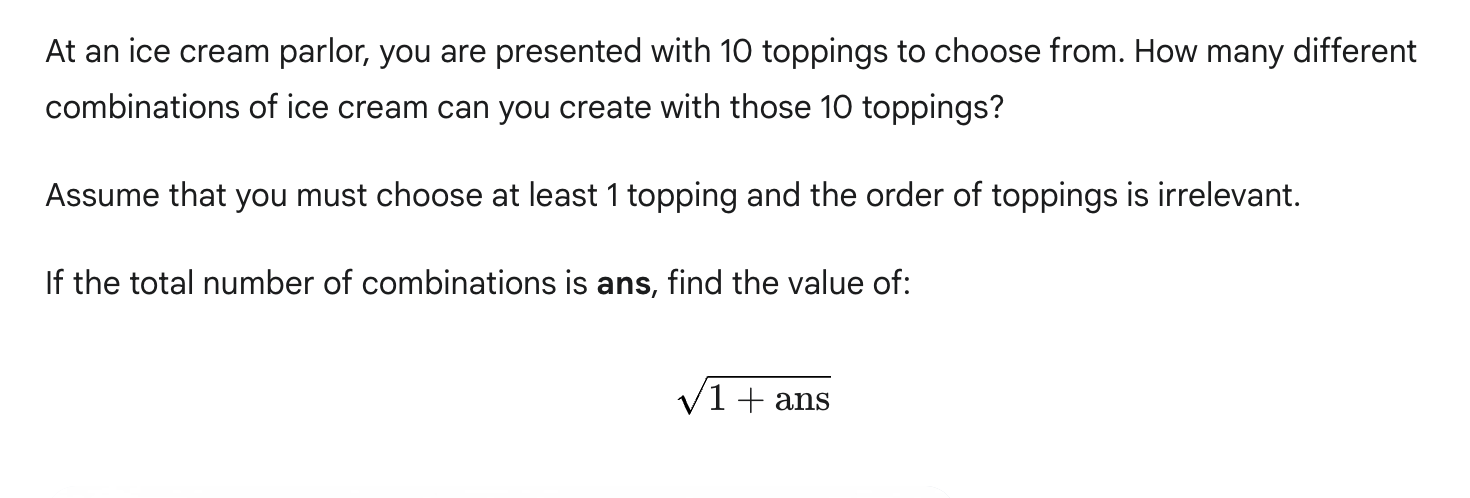 At an ice cream parlor, you are presented with 10 toppings to choose from. How many different
combinations of ice cream can you create with those 10 toppings?
Assume that you must choose at least 1 topping and the order of toppings is irrelevant.
If the total number of combinations is ans, find the value of:
√1 + ans